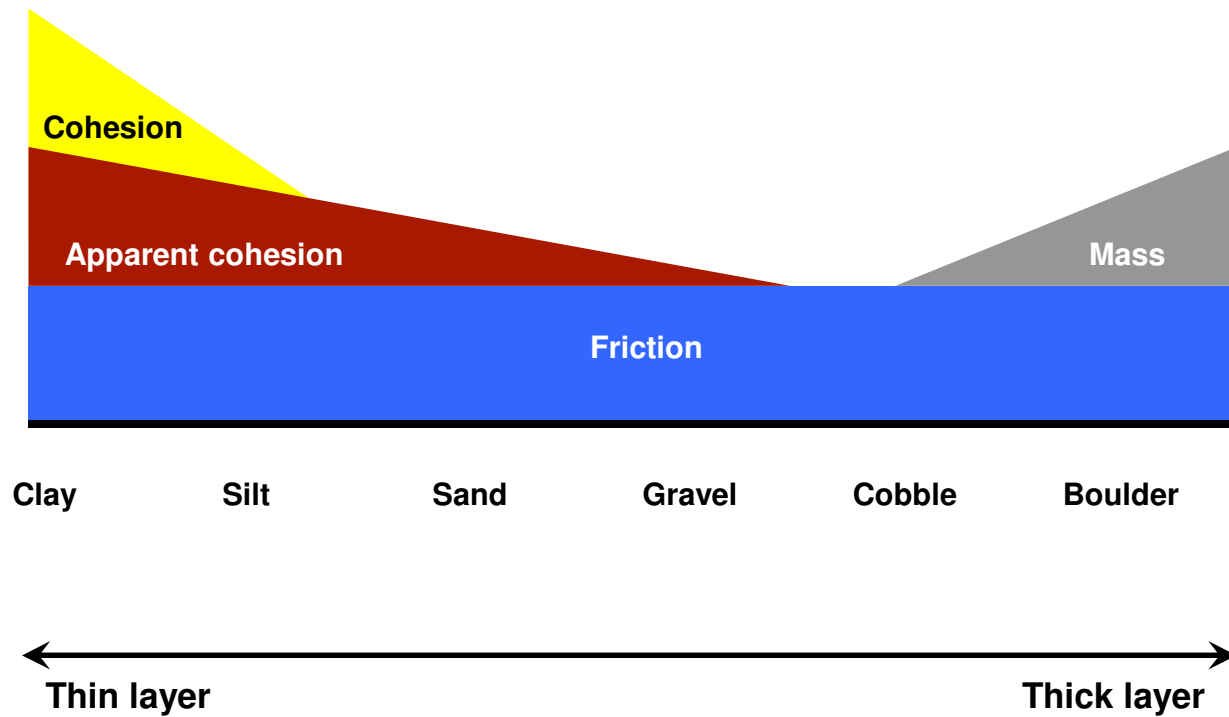 Cohesion
Apparent cohesion
Mass
Friction
Clay Silt Sand Gravel Cobble Boulder
Thin layer Thick layer